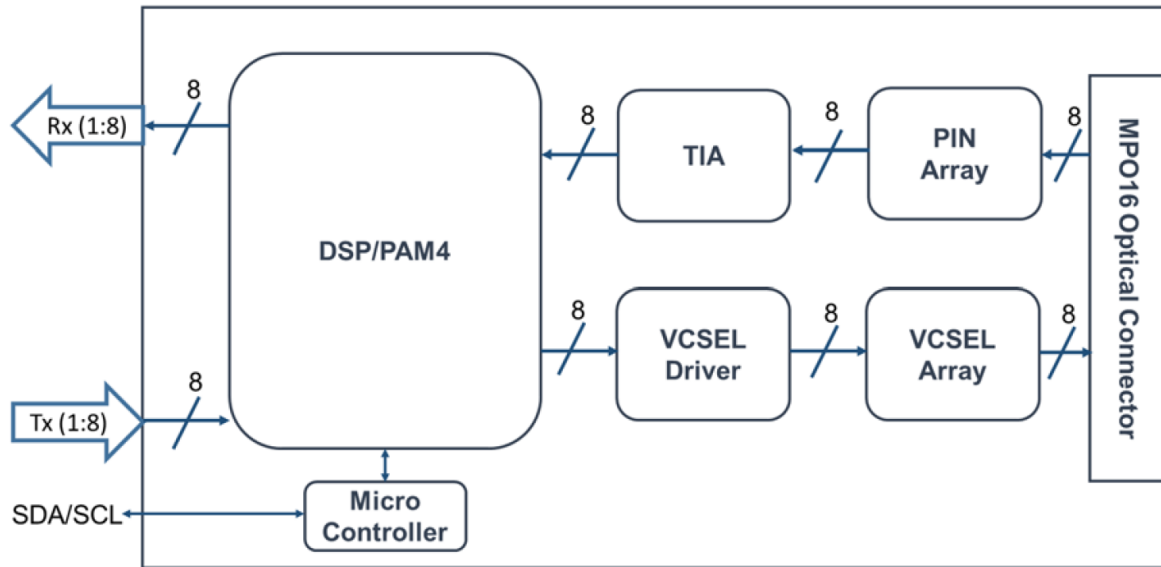 8
8
8
8
Rx (1:8)
TIA
PIN
Array
MPO16 Optical Connector
DSP/PAM4
8
8
8
VCSEL
Driver
VCSEL
Array
8
Tx (1:8)
Micro
Controller
SDA/SCL